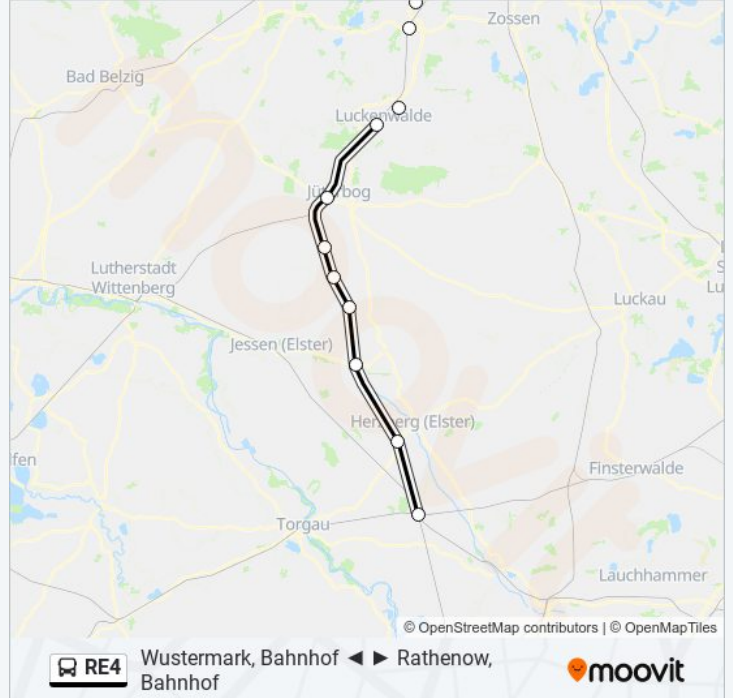 Zossen
Bad Belzig
Luckenwalde
Jüterbog
Lutherstadt
Wittenberg
Luckau
Jessen (Elster)
Herzberg (Elster)
Finsterwalde
Torgau
Lauchhammer
© OpenStreetMap contributors | © OpenMapTiles
RE4
Wustermark, Bahnhof ◄ ► Rathenow,
Bahnhof
moovit